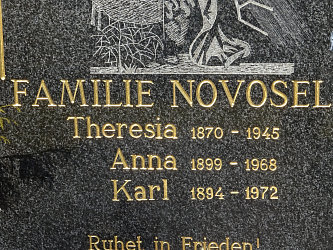 FAMILIE NOVOSEL
Theresia 1870 - 1945
Anna 1899 - 1968
Karl 1894 - 1972
Ruhet in Frieden!